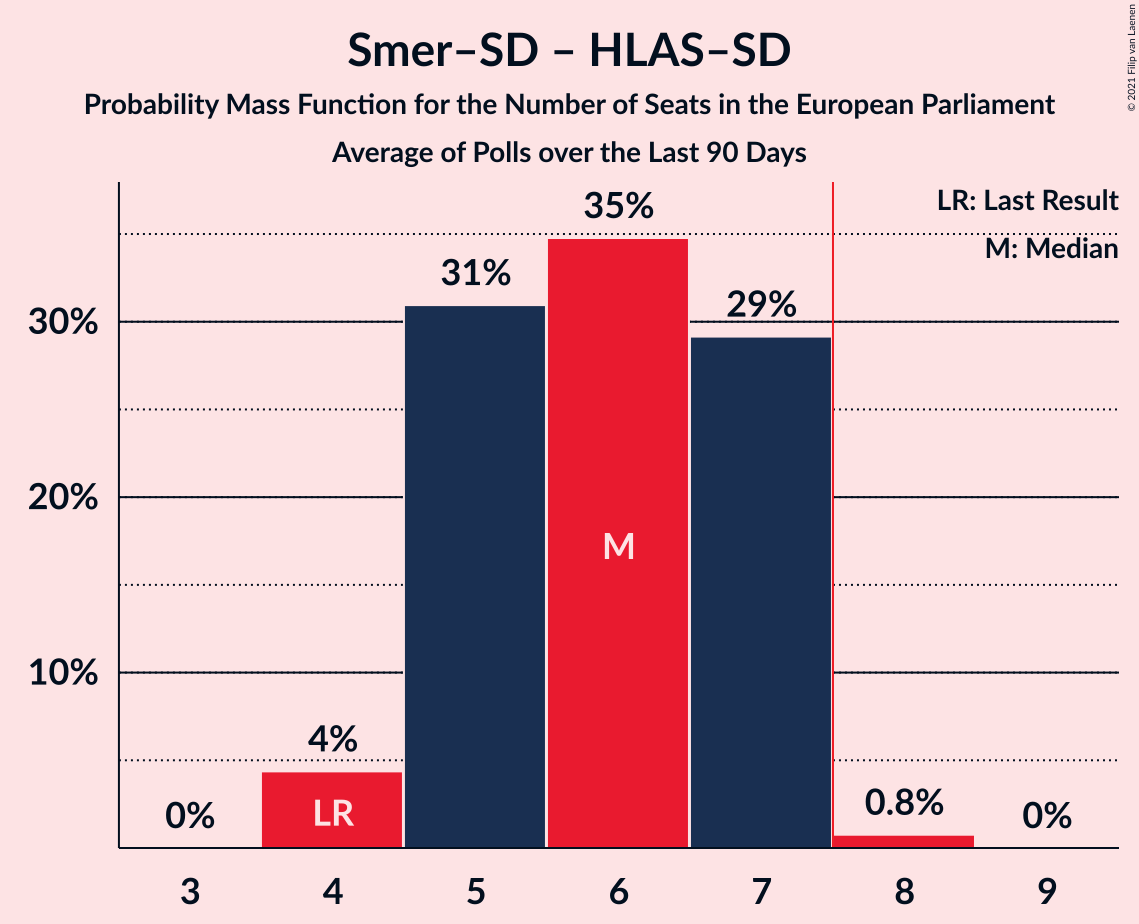 Smer–SD – HLAS–SD
Probability Mass Function for the Number of Seats in the European Parliament
Average of Polls over the Last 90 Days
© 2021 Filip van Laenen
LR: Last Result
M: Median
35%
31%
29%
30%
20%
M
10%
4%
LR
0%
0.8%
0%
3 4 5 6 7 8 9